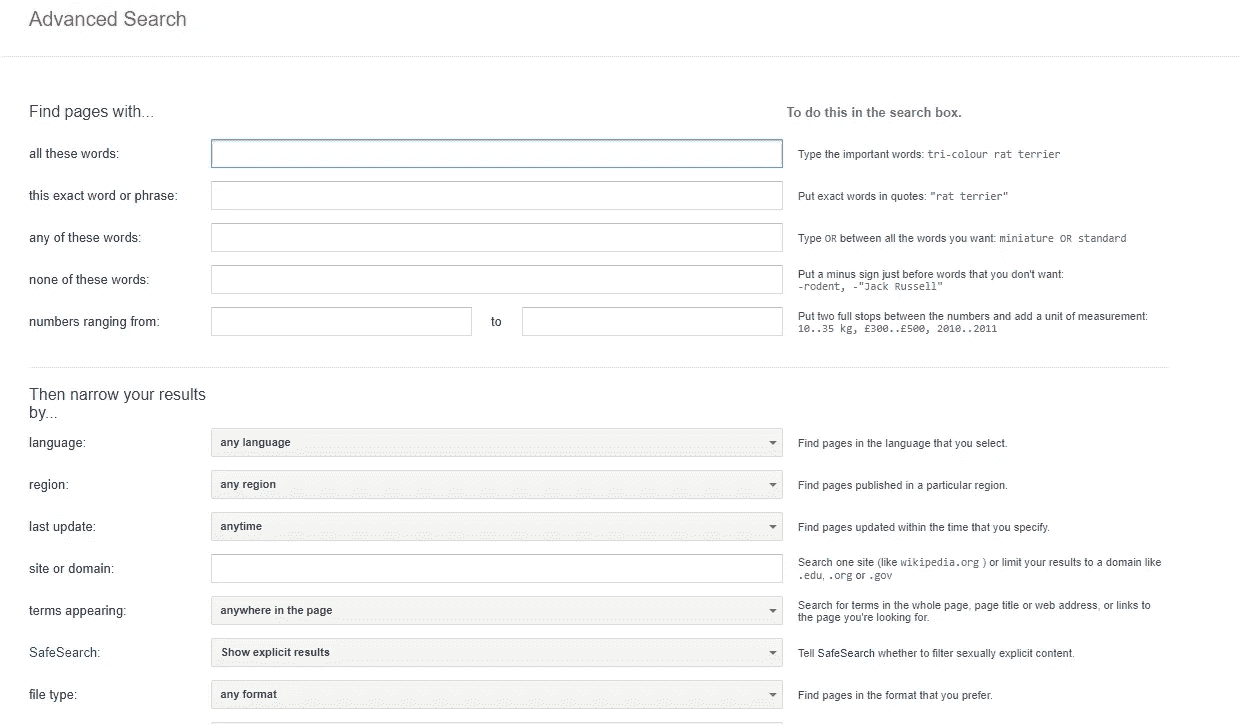 Advanced Search
Find pages with...
To do this in the search box.
all these words:
Type the important words: tri-colour rat terrier
this exact word or phrase:
Put exact words in quotes: "rat terrier"
any of these words:
Type OR between all the words you want: miniature OR standard
none of these words:
Put a minus sign just before words that you don't want:
-rodent, -"Jack Russell"
numbers ranging from:
to
Put two full stops between the numbers and add a unit of measurement:
10..35 kg, £300..£500, 2010..2011
Then narrow your results
by...
language:
any language
Find pages in the language that you select.
region:
any region
Find pages published in a particular region.
last update:
anytime
Find pages updated within the time that you specify.
site or domain:
Search one site (like wikipedia.org ) or limit your results to a domain like
.edu, .org or .gov
terms appearing:
anywhere in the page
Search for terms in the whole page, page title or web address, or links to
the page you're looking for.
SafeSearch:
Show explicit results
Tell SafeSearch whether to filter sexually explicit content.
file type:
any format
Find pages in the format that you prefer.